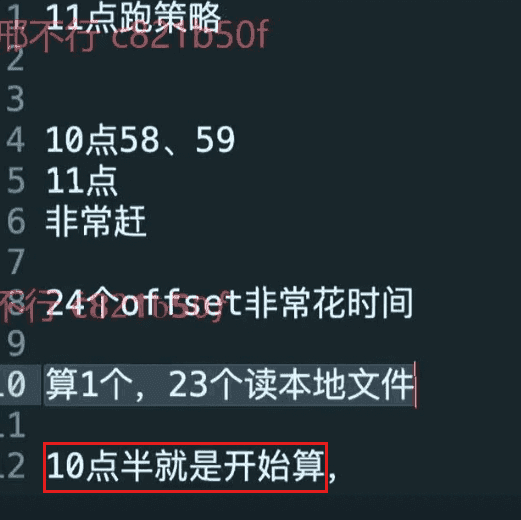 1 11点跑策略
邢不行 c821b50f
2
3
4 10点58、59
5 11点
6 非常赶
7
8 24个offset非常花时间
不行 c821b50f
9
10 算1个，23个读本地文件
11
12 10点半就是开始算，